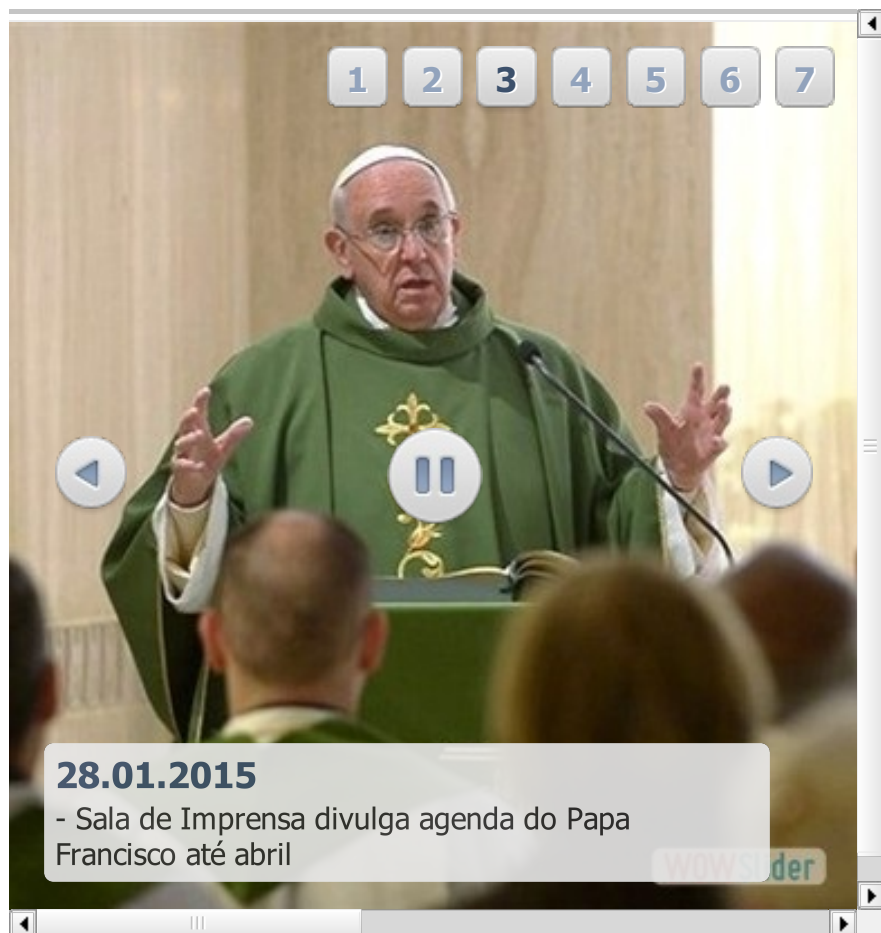 1 2 3 4 5 6 7
28.01.2015
- Sala de Imprensa divulga agenda do Papa
Francisco até abril
WOWSlider